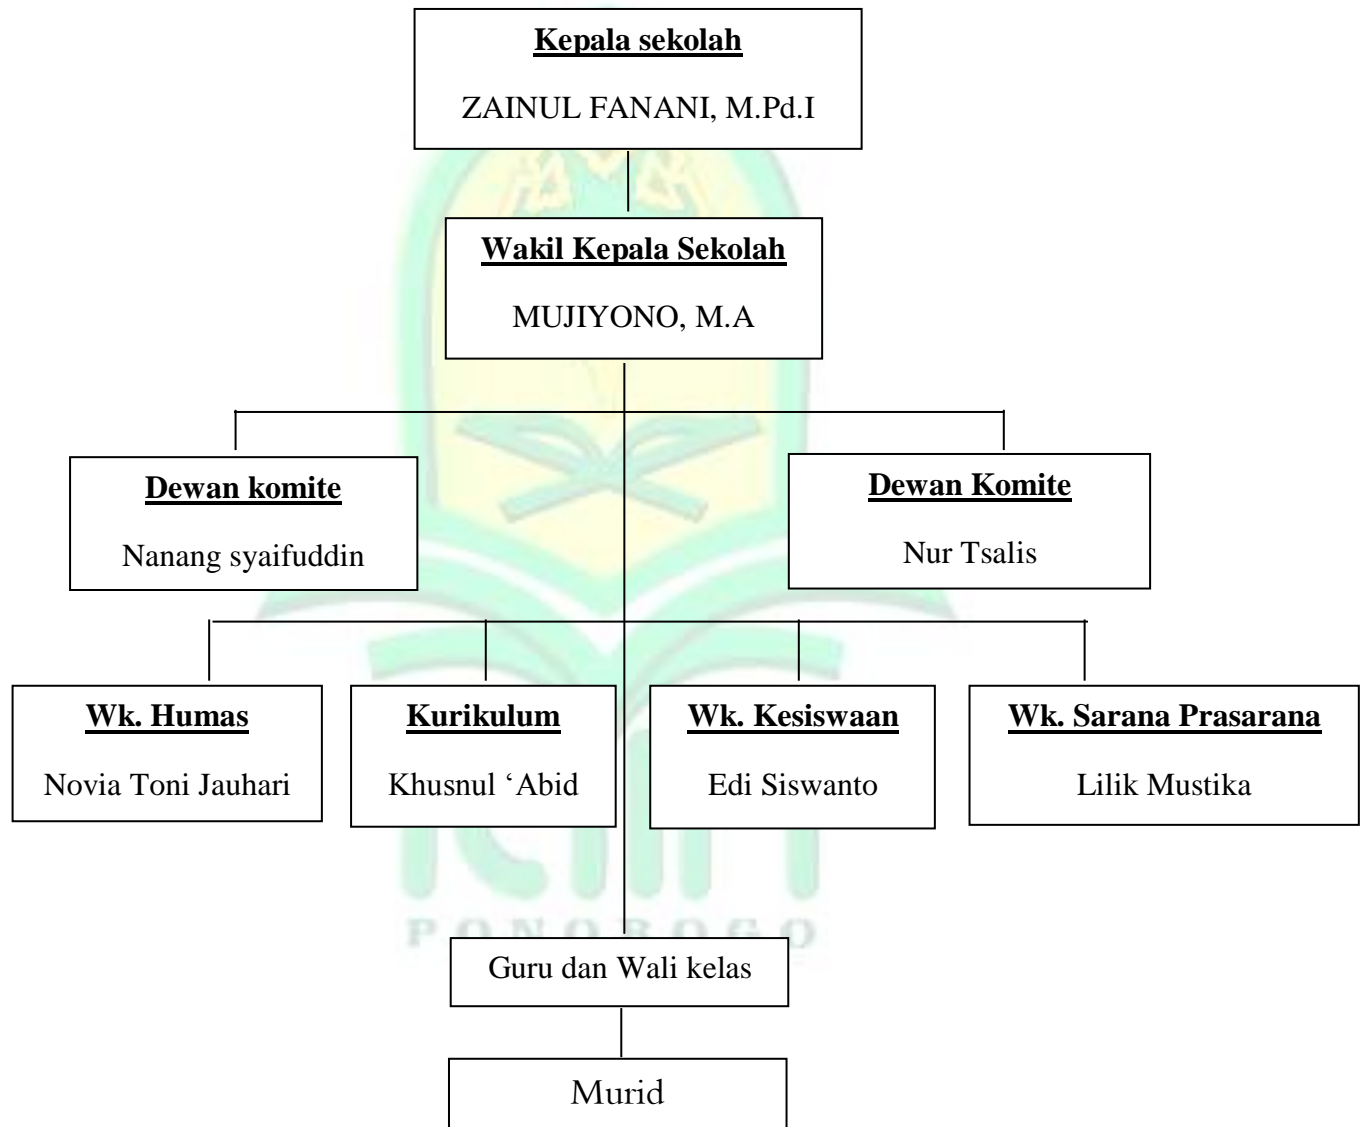 Kepala sekolah
ZAINUL FANANI, M.Pd.I
Wakil Kepala Sekolah
MUJIYONO, M.A
Dewan komite
Nanang syaifuddin
Dewan Komite
Nur Tsalis
Wk. Humas
Novia Toni Jauhari
Kurikulum
Khusnul ‘Abid
Wk. Kesiswaan
Edi Siswanto
Wk. Sarana Prasarana
Lilik Mustika
PONOROGO
Guru dan Wali kelas
Murid